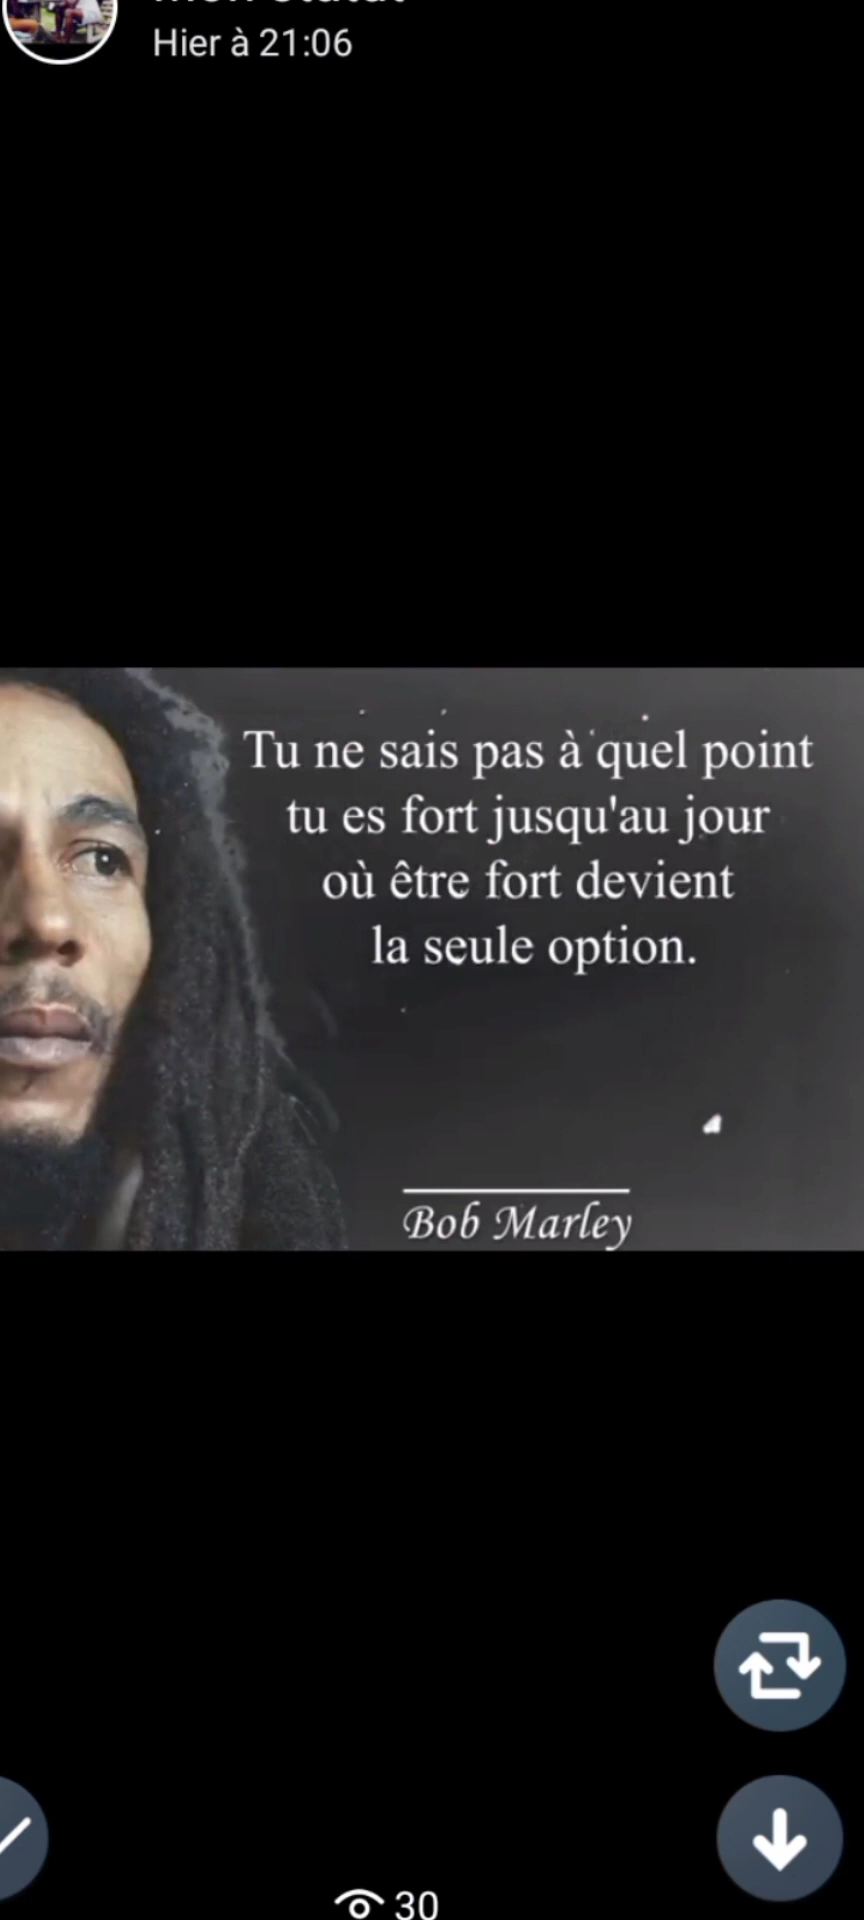 Hier à 21:06
Tu ne sais pas à quel point
tu es fort jusqu'au jour
où être fort devient
la seule option.
Bob Marley
30